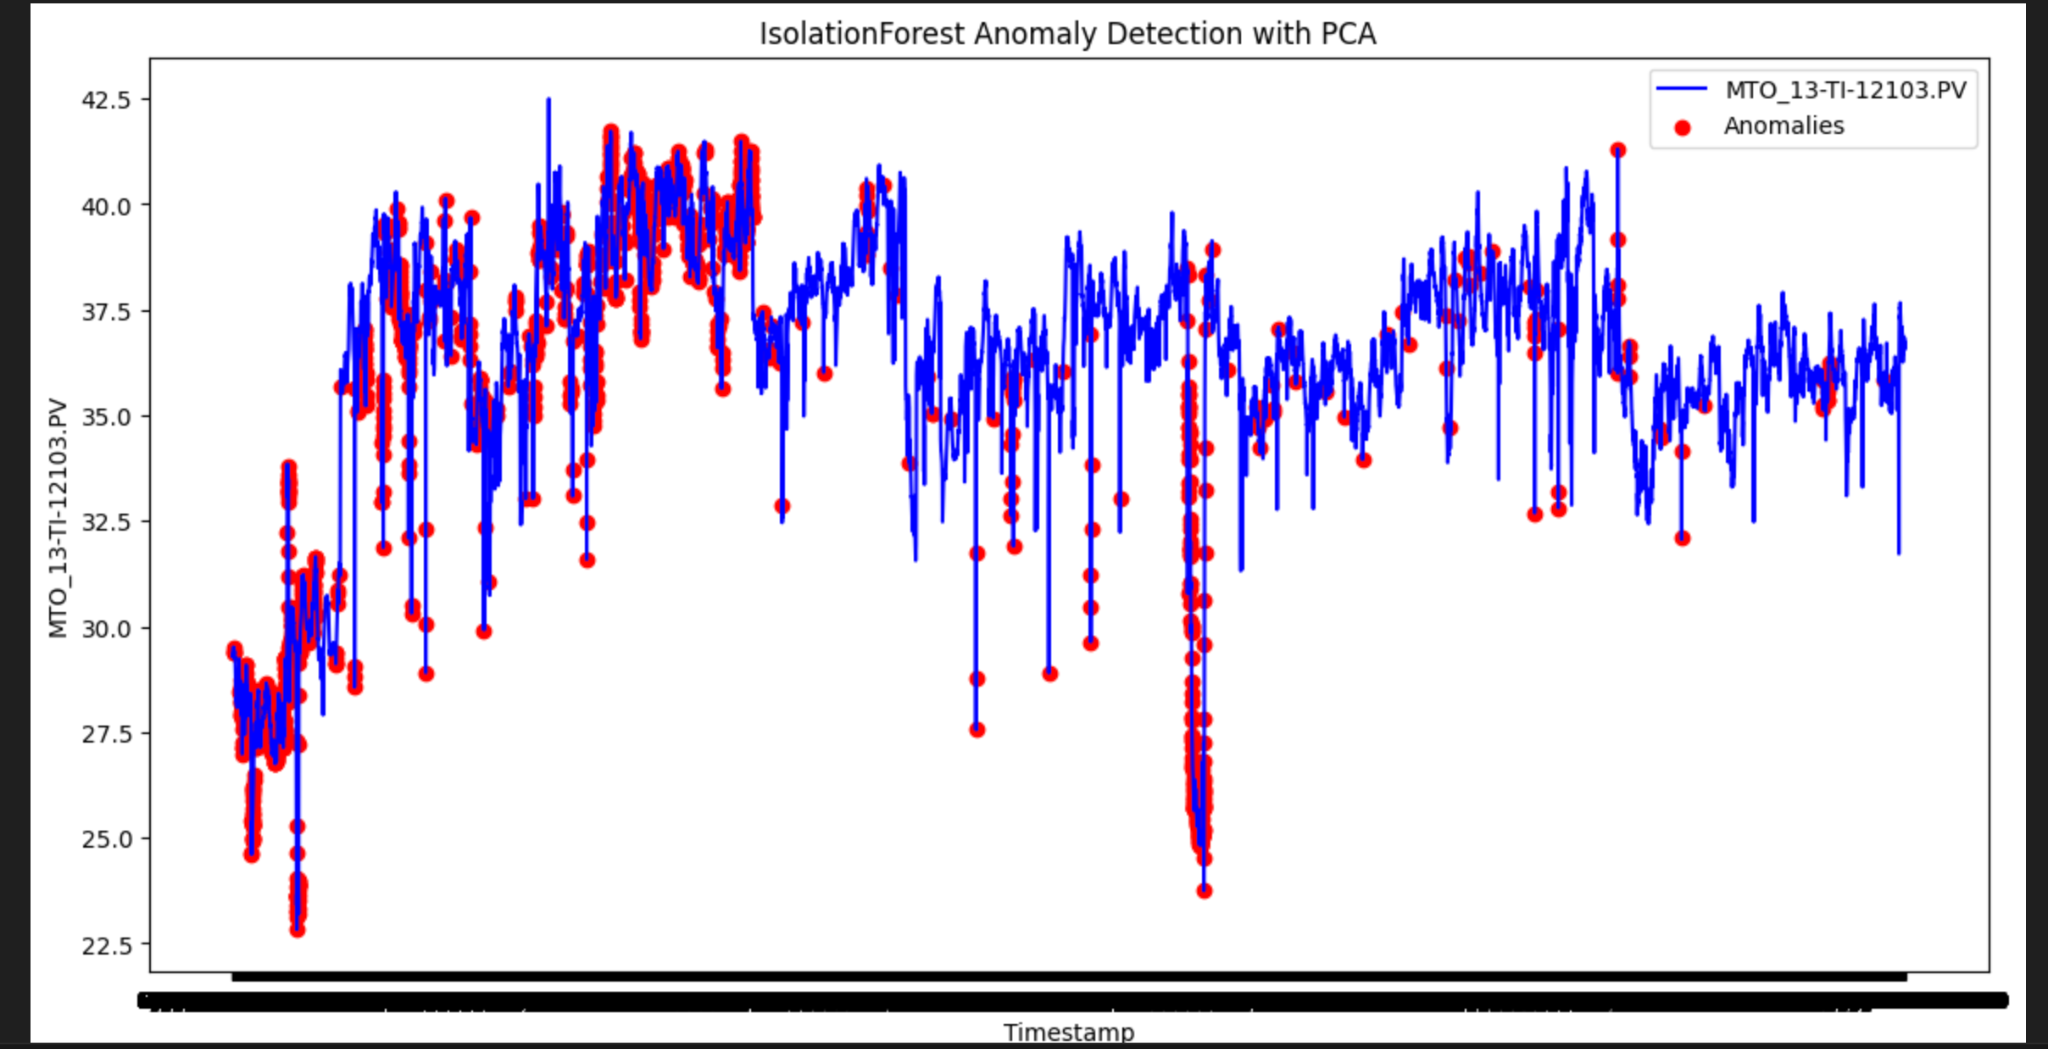 IsolationForest Anomaly Detection with PCA
MTO_13-TI-12103.PV
Anomalies
42.5
40.0
37.5
35.0
32.5
30.0
27.5
25.0
22.5
MTO_13-TI-12103.PV
Timestamp